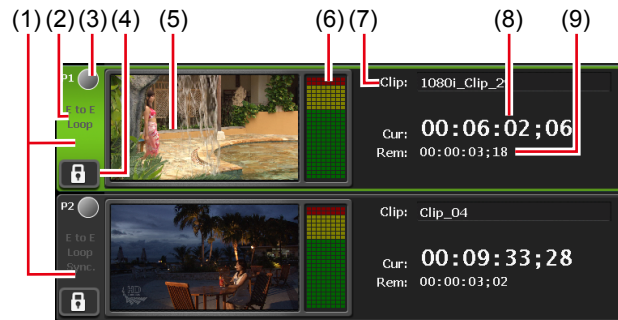 (1) (2) (3) (4) (5) (6) (7) (8) (9)
P1
E to E
Loop
Clip: 1080i_Clip_2
Cur: 00:06:02;06
Rem: 00:00:03;18
P2
E to E
Loop
Sync.
Clip: Clip_04
Cur: 00:09:33;28
Rem: 00:00:03;02